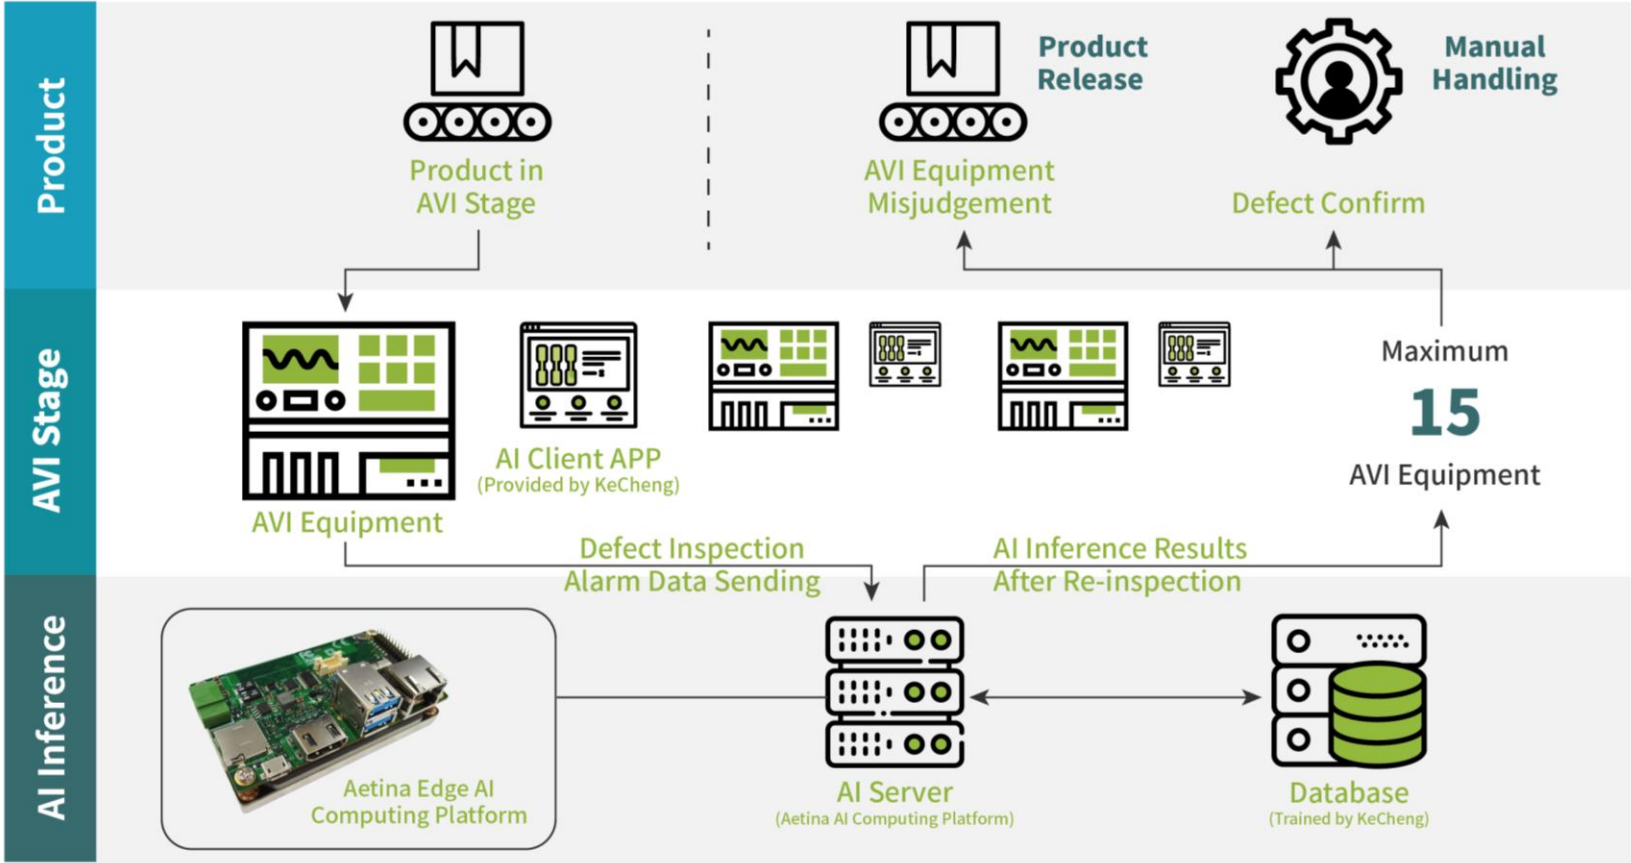 Product
Product in
AVI Stage
Product
Release
AVI Equipment
Misjudgement
Manual
Handling
Defect Confirm
AVI Stage
AVI Equipment
AI Client APP
(Provided by KeCheng)
Maximum
15
AVI Equipment
Defect Inspection
Alarm Data Sending
AI Inference Results
After Re-inspection
AI Inference
Aetina Edge AI
Computing Platform
AI Server
(Aetina AI Computing Platform)
Database
(Trained by KeCheng)